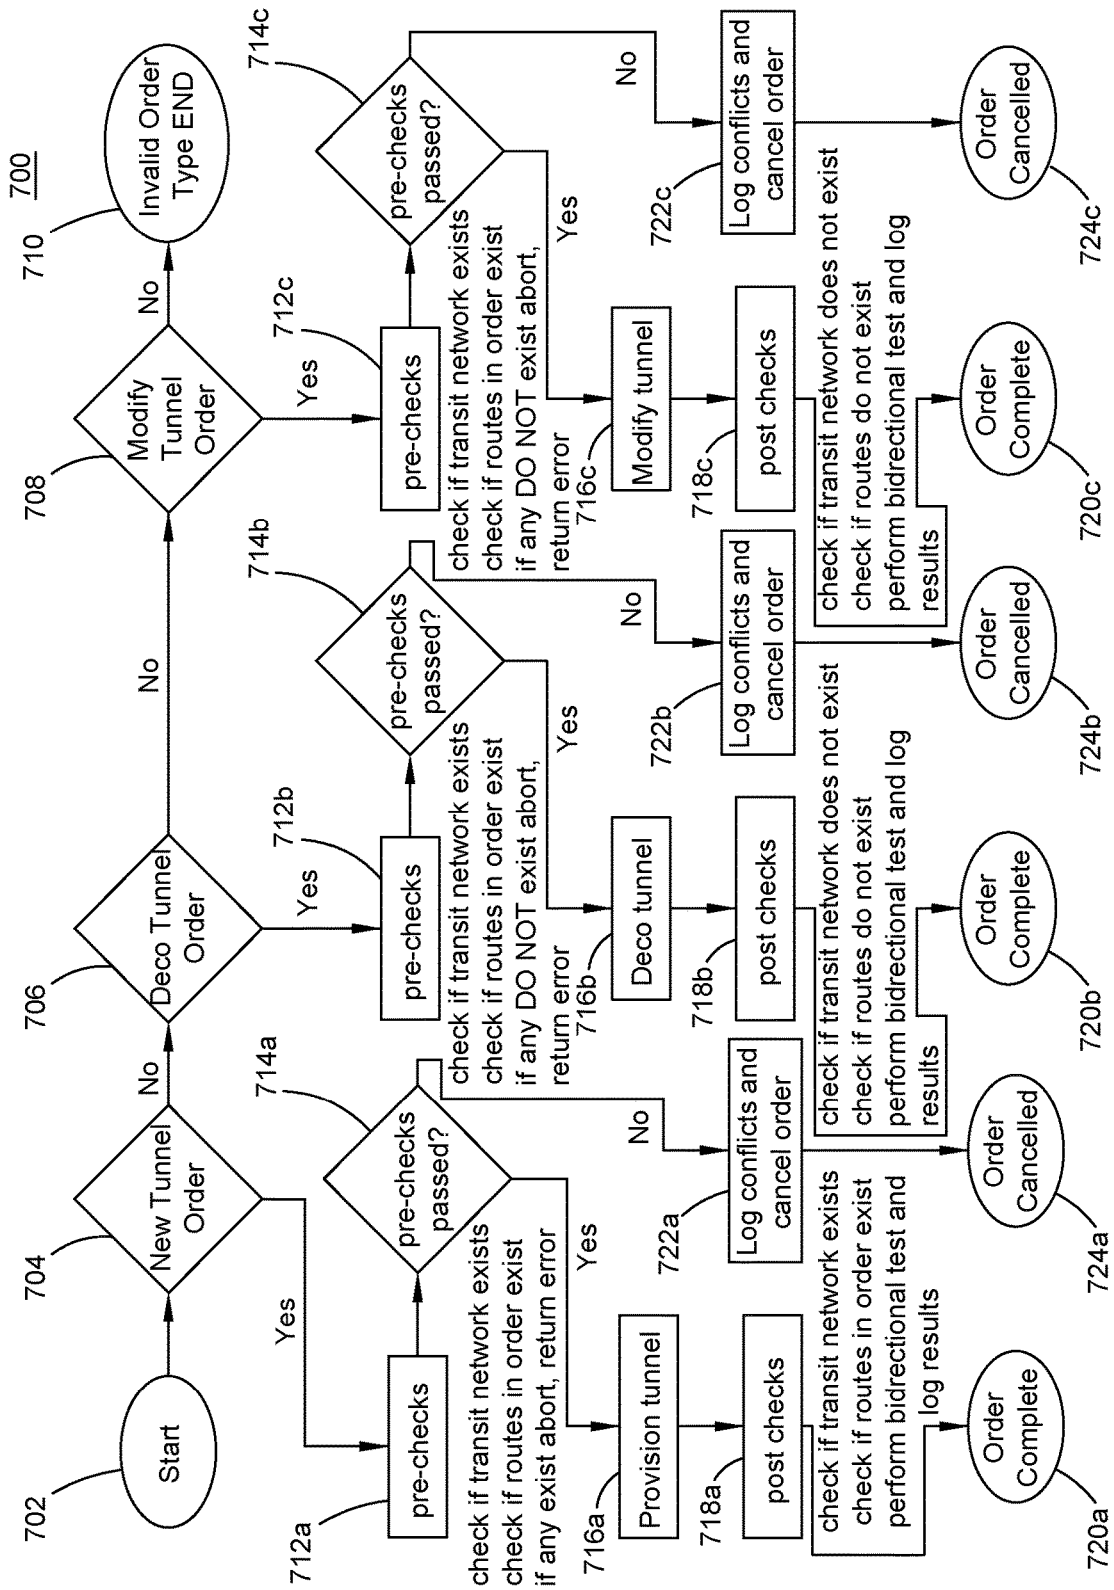 700
702
Start
704
New Tunnel
Order
No
Yes
706
Deco Tunnel
Order
No
Yes
708
Modify
Tunnel
Order
No
Yes
710
Invalid Order
Type END
712a
pre-checks
check if transit network exists
check if routes in order exist
if any exist abort, return error
714a
pre-checks
passed?
Yes
No
716a
Provision tunnel
718a
post checks
check if transit network exists
check if routes in order exist
perform bidrectional test and
log results
720a
Order
Complete
722a
Log conflicts and
cancel order
724a
Order
Cancelled
712b
pre-checks
check if transit network exists
check if routes in order exist
if any DO NOT exist abort,
return error
714b
pre-checks
passed?
Yes
No
716b
Deco tunnel
718b
post checks
check if transit network does not exist
check if routes do not exist
perform bidrectional test and log
results
720b
Order
Complete
722b
Log conflicts and
cancel order
724b
Order
Cancelled
712c
pre-checks
check if transit network exists
check if routes in order exist
if any DO NOT exist abort,
return error
714c
pre-checks
passed?
Yes
No
716c
Modify tunnel
718c
post checks
check if transit network does not exist
check if routes do not exist
perform bidrectional test and log
results
720c
Order
Complete
722c
Log conflicts and
cancel order
724c
Order
Cancelled